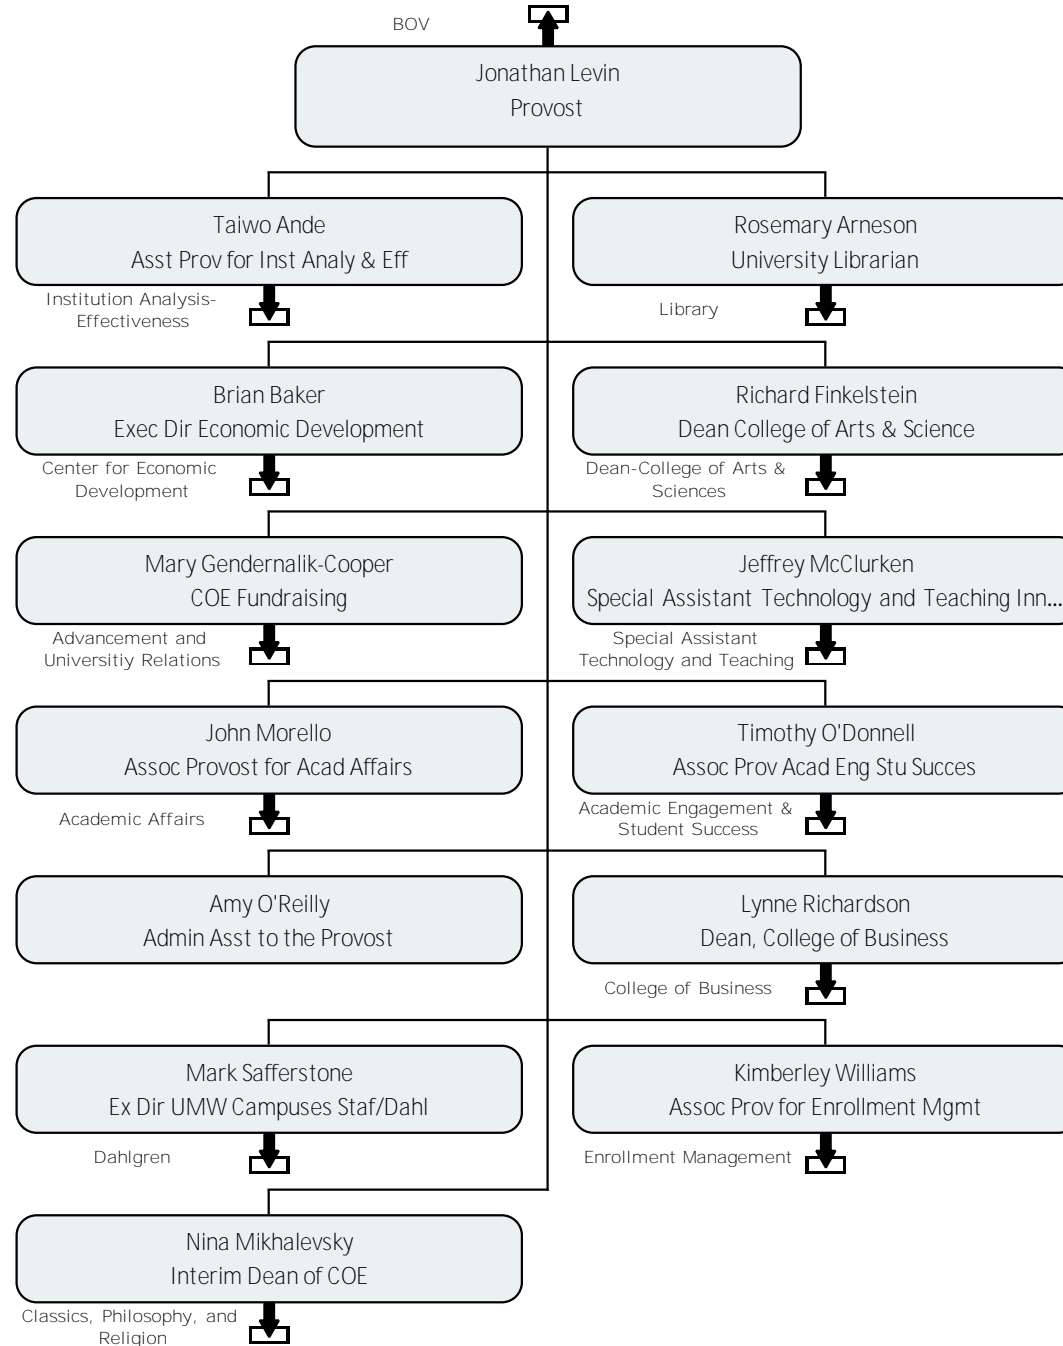 BOV
Jonathan Levin
Provost
Taiwo Ande
Asst Prov for Inst Analy & Eff
Institution Analysis-
Effectiveness
Rosemary Arneson
University Librarian
Library
Brian Baker
Exec Dir Economic Development
Center for Economic
Development
Richard Finkelstein
Dean College of Arts & Science
Dean-College of Arts &
Sciences
Mary Gendernalik-Cooper
COE Fundraising
Advancement and
Universitiy Relations
Jeffrey McClurken
Special Assistant Technology and Teaching Inn...
Special Assistant
Technology and Teaching
John Morello
Assoc Provost for Acad Affairs
Academic Affairs
Timothy O'Donnell
Assoc Prov Acad Eng Stu Succes
Academic Engagement &
Student Success
Amy O'Reilly
Admin Asst to the Provost
Lynne Richardson
Dean, College of Business
College of Business
Mark Safferstone
Ex Dir UMW Campuses Staf/Dahl
Dahlgren
Kimberley Williams
Assoc Prov for Enrollment Mgmt
Enrollment Management
Nina Mikhalevsky
Interim Dean of COE
Classics, Philosophy, and
Religion